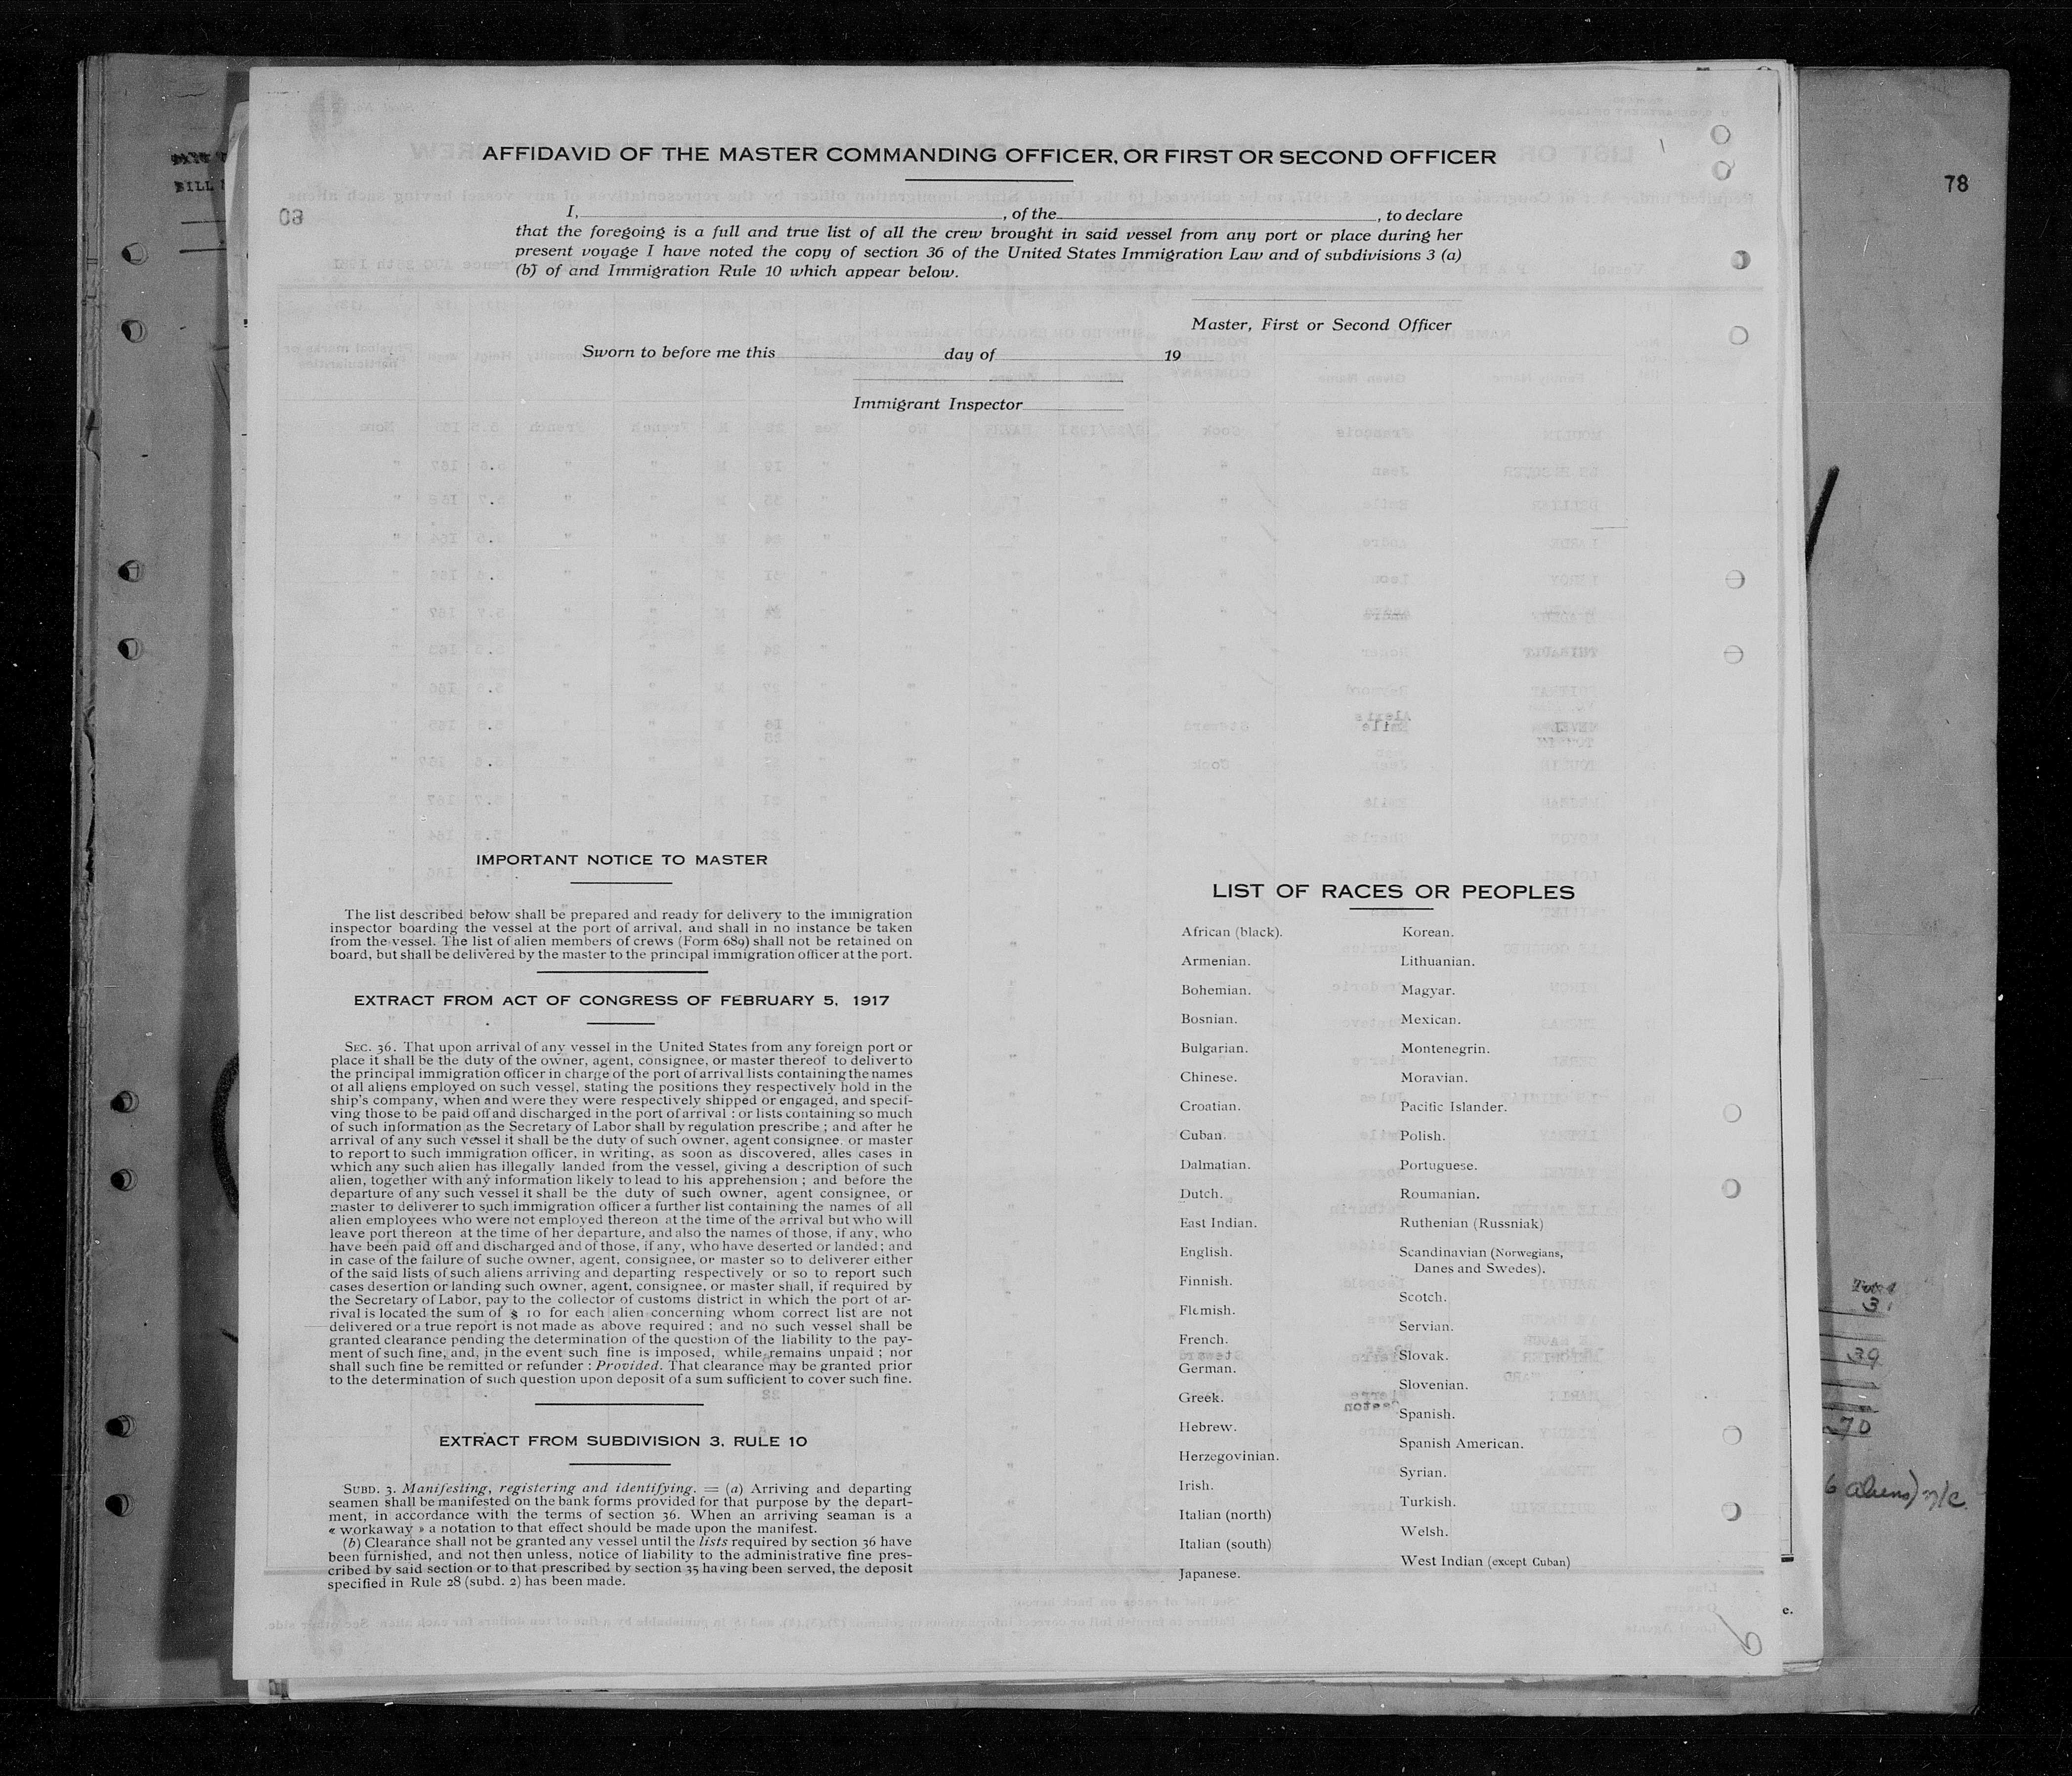 AFFIDAVID OF THE MASTER COMMANDING OFFICER, OR FIRST OR SECOND OFFICER
78
I, , of the , to declare
that the foregoing is a full and true list of all the crew brought in said vessel from any port or place during her
present voyage I have noted the copy of section 36 of the United States Immigration Law and of subdivisions 3 (a)
(b) of and Immigration Rule 10 which appear below.
Master, First or Second Officer
Sworn to before me this day of 19
Immigrant Inspector
IMPORTANT NOTICE TO MASTER
The list described below shall be prepared and ready for delivery to the immigration
inspector boarding the vessel at the port of arrival, and shall in no instance be taken
from the vessel. The list of alien members of crews (Form 689) shall not be retained on
board, but shall be delivered by the master to the principal immigration officer at the port.
EXTRACT FROM ACT OF CONGRESS OF FEBRUARY 5, 1917
SEC. 36. That upon arrival of any vessel in the United States from any foreign port or
place it shall be the duty of the owner, agent, consignee, or master thereof to deliver to
the principal immigration officer in charge of the port of arrival lists containing the names
of all aliens employed on such vessel, stating the positions they respectively hold in the
ship's company, when and were they were respectively shipped or engaged, and specif-
ving those to be paid off and discharged in the port of arrival : or lists containing so much
of such information as the Secretary of Labor shall by regulation prescribe ; and after he
arrival of any such vessel it shall be the duty of such owner, agent consignee, or master
to report to such immigration officer, in writing, as soon as discovered, alles cases in
which any such alien has illegally landed from the vessel, giving a description of such
alien, together with any information likely to lead to his apprehension ; and before the
departure of any such vessel it shall be the duty of such owner, agent consignee, or
master to deliverer to such immigration officer a further list containing the names of all
alien employees who were not employed thereon at the time of the arrival but who will
leave port thereon at the time of her departure, and also the names of those, if any, who
have been paid off and discharged and of those, if any, who have deserted or landed ; and
in case of the failure of suche owner, agent, consignee, or master so to deliverer either
of the said lists of such aliens arriving and departing respectively or so to report such
cases desertion or landing such owner, agent, consignee, or master shall, if required by
the Secretary of Labor, pay to the collector of customs district in which the port of ar-
rival is located the sum of $ 10 for each alien concerning whom correct list are not
delivered or a true report is not made as above required ; and no such vessel shall be
granted clearance pending the determination of the question of the liability to the pay-
ment of such fine, and, in the event such fine is imposed, while remains unpaid ; nor
shall such fine be remitted or refunder : Provided. That clearance may be granted prior
to the determination of such question upon deposit of a sum sufficient to cover such fine.
EXTRACT FROM SUBDIVISION 3, RULE 10
SUBD. 3. Manifesting, registering and identifying. = (a) Arriving and departing
seamen shall be manifested on the bank forms provided for that purpose by the depart-
ment, in accordance with the terms of section 36. When an arriving seaman is a
« workaway » a notation to that effect should be made upon the manifest.
(b) Clearance shall not be granted any vessel until the lists required by section 36 have
been furnished, and not then unless, notice of liability to the administrative fine pres-
cribed by said section or to that prescribed by section 35 having been served, the deposit
specified in Rule 28 (subd. 2) has been made.
LIST OF RACES OR PEOPLES
African (black).
Armenian.
Bohemian.
Bosnian.
Bulgarian.
Chinese.
Croatian.
Cuban.
Dalmatian.
Dutch.
East Indian.
English.
Finnish.
Flemish.
French.
German.
Greek.
Hebrew.
Herzegovinian.
Irish.
Italian (north)
Italian (south)
Japanese.
Korean.
Lithuanian.
Magyar.
Mexican.
Montenegrin.
Moravian.
Pacific Islander.
Polish.
Portuguese.
Roumanian.
Ruthenian (Russniak)
Scandinavian (Norwegians,
Danes and Swedes).
Scotch.
Servian.
Slovak.
Slovenian.
Spanish.
Spanish American.
Syrian.
Turkish.
Welsh.
West Indian (except Cuban)
39
70
6 aliens) n/c
e.